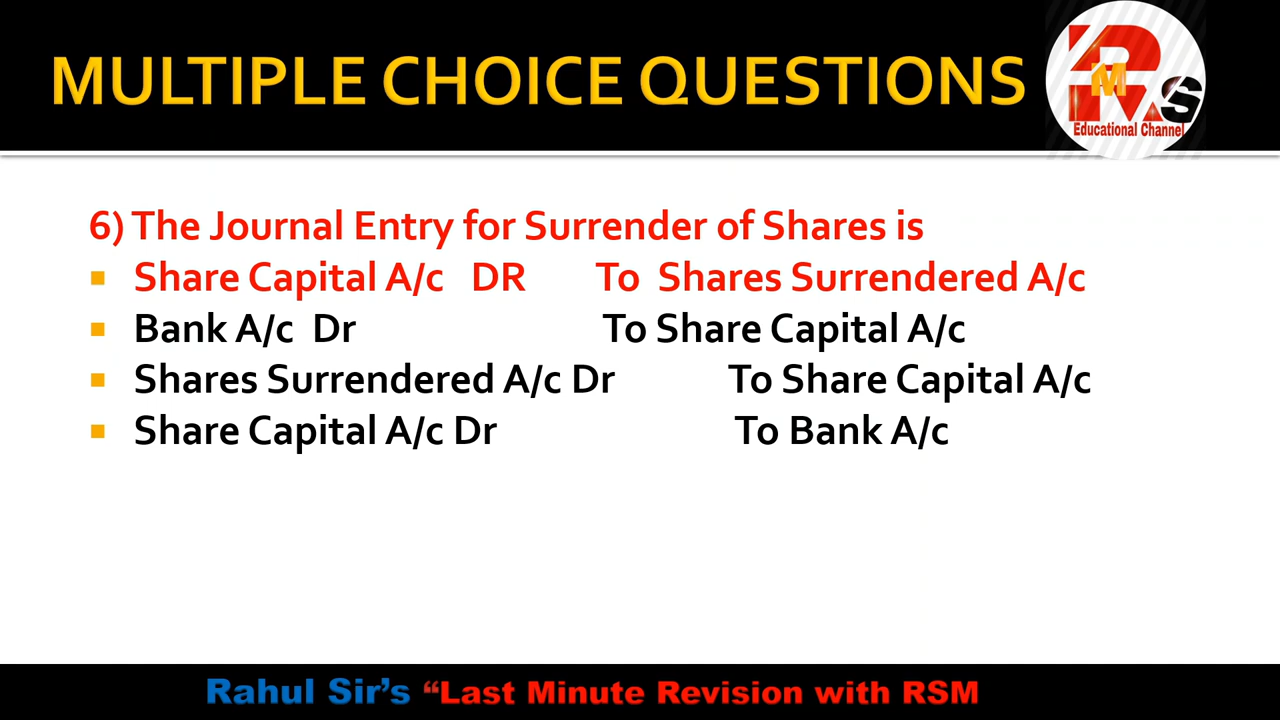 MULTIPLE CHOICE QUESTIONS
R M S
Educational Channel
6) The Journal Entry for Surrender of Shares is
Share Capital A/c DR To Shares Surrendered A/c
Bank A/c Dr To Share Capital A/c
Shares Surrendered A/c Dr To Share Capital A/c
Share Capital A/c Dr To Bank A/c
Rahul Sir's “Last Minute Revision with RSM